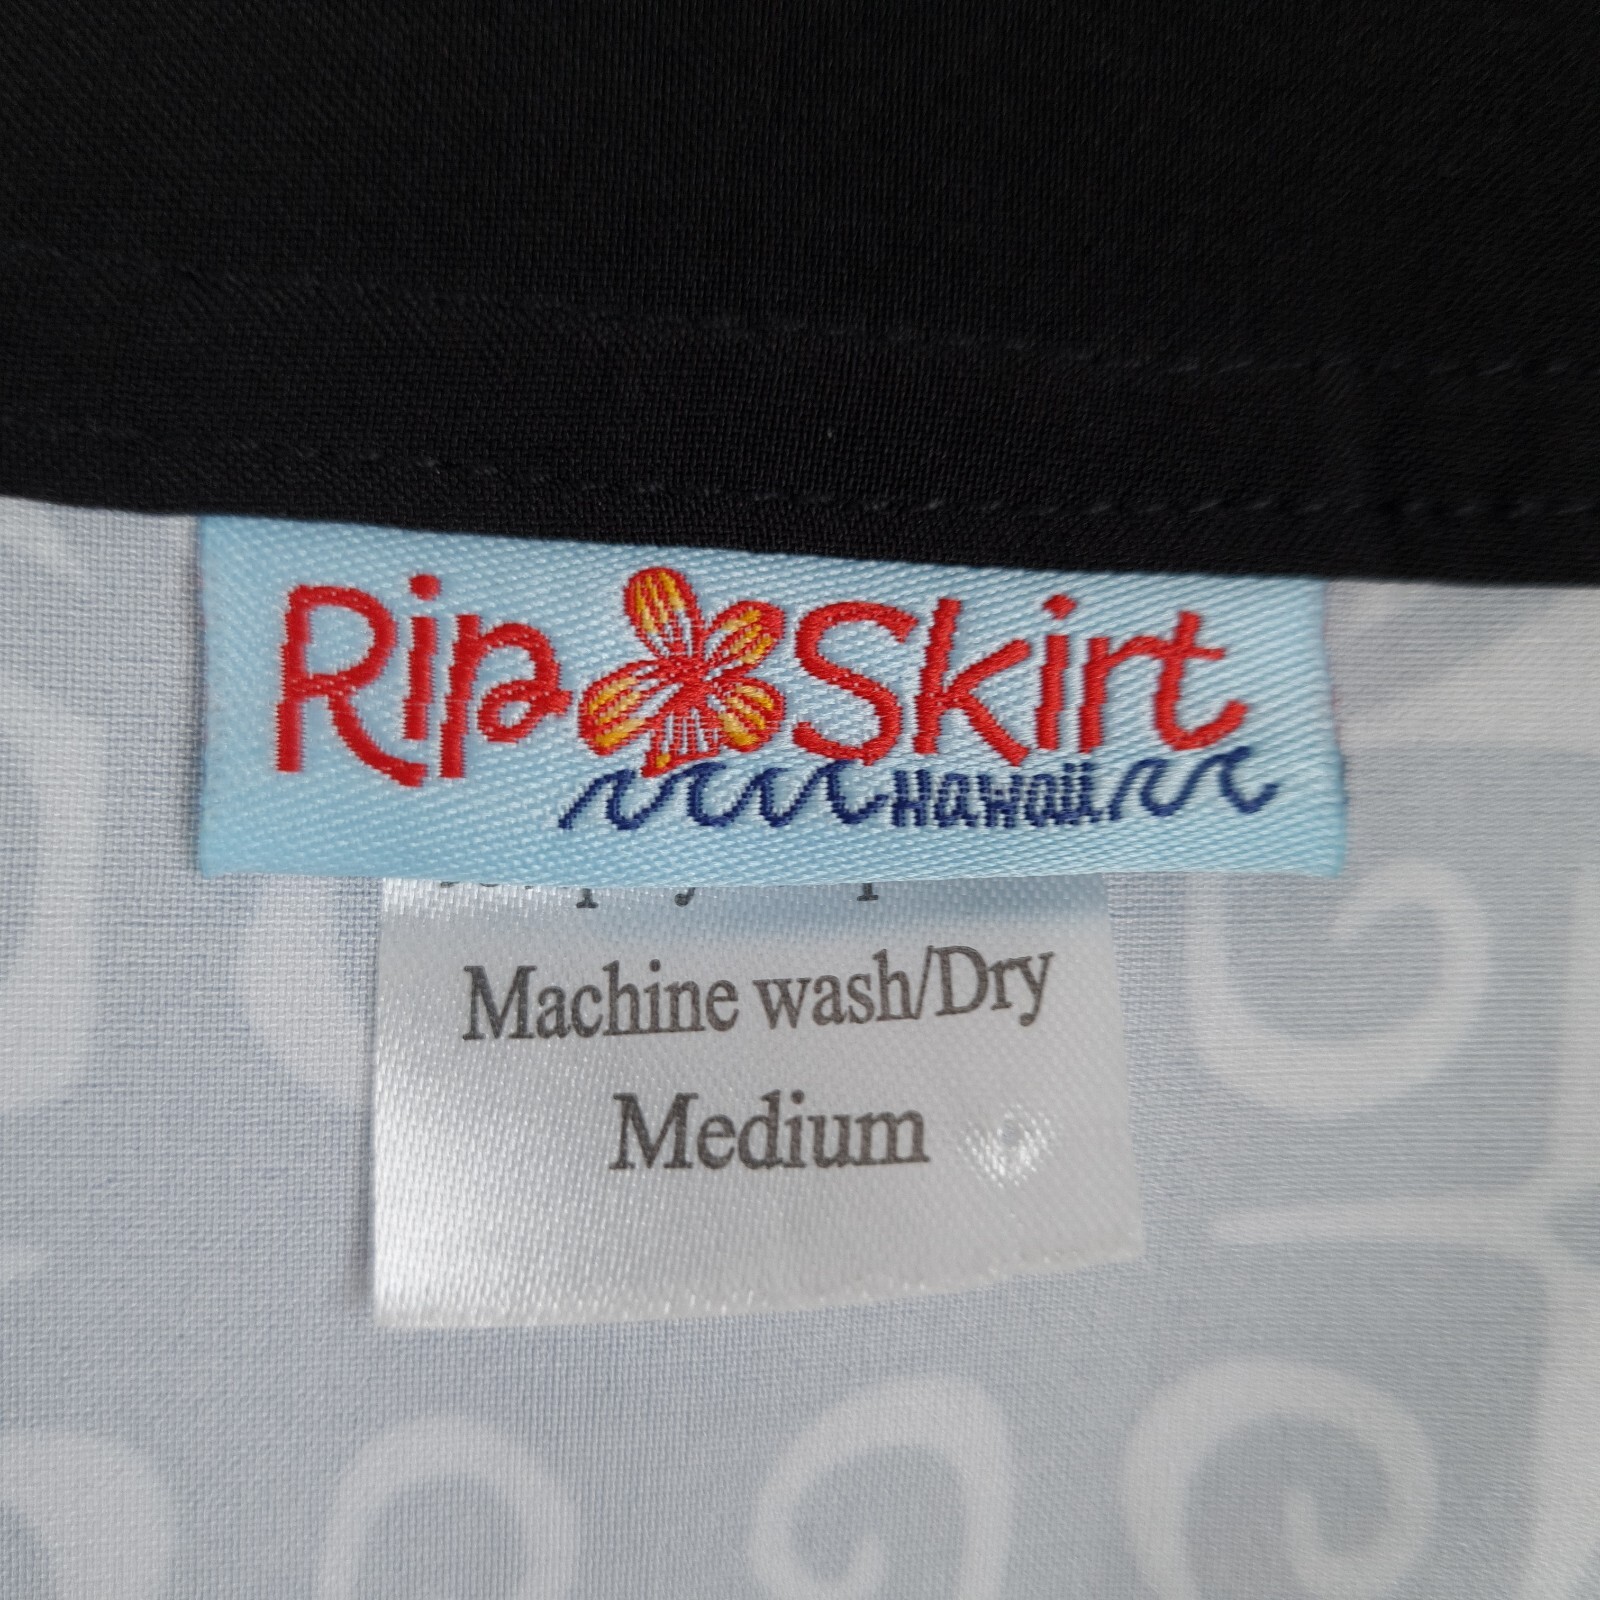 Rip Skirt
Hawaii
Machine wash/Dry
Medium